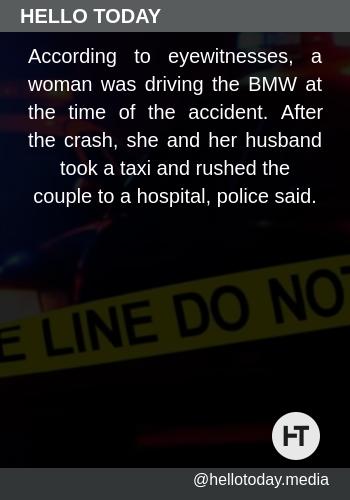 HELLO TODAY
According to eyewitnesses, a
woman was driving the BMW at
the time of the accident. After
the crash, she and her husband
took a taxi and rushed the
couple to a hospital, police said.
E LINE DO NOT
HT
@hellotoday.media